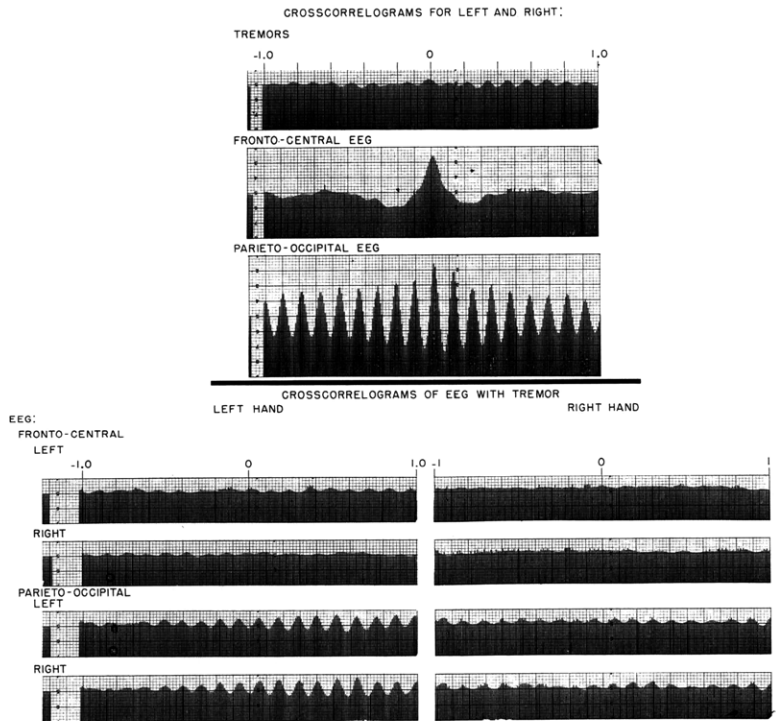 CROSSCORRELOGRAMS FOR LEFT AND RIGHT:
TREMORS
-1.0 0 1.0
FRONTO-CENTRAL EEG
PARIETO-OCCIPITAL EEG
CROSSCORRELOGRAMS OF EEG WITH TREMOR
LEFT HAND RIGHT HAND
EEG:
FRONTO-CENTRAL
LEFT
-1.0 0 1.0 -1 0 1
RIGHT
PARIETO-OCCIPITAL
LEFT
RIGHT